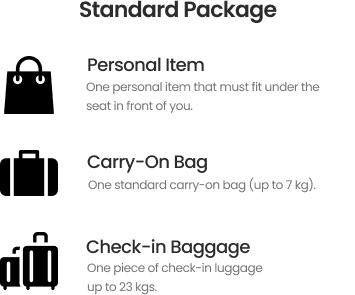 Standard Package
Personal Item
One personal item that must fit under the
seat in front of you.
Carry-On Bag
One standard carry-on bag (up to 7 kg).
Check-in Baggage
One piece of check-in luggage
up to 23 kgs.